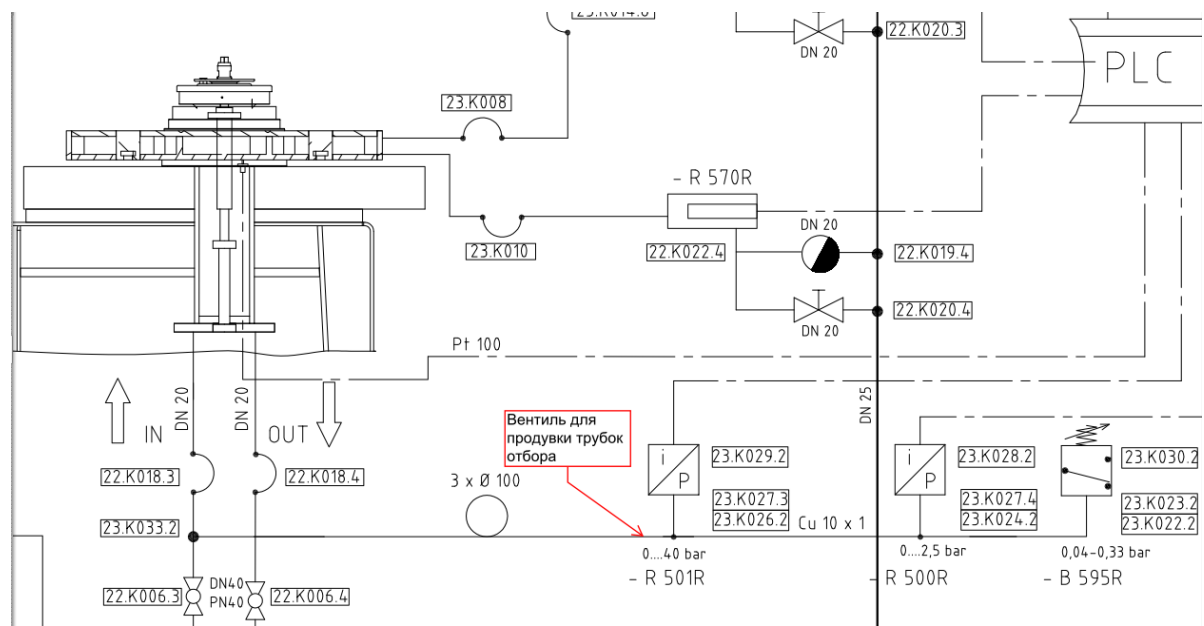 22.K020.3
DN 20
PLC
23.K008
- R 570R
DN 20
23.K010
22.K022.4
22.K019.4
22.K020.4
DN 20
Pt 100
DN 20
DN 20
DN 25
IN
OUT
Вентиль для
продувки трубок
отбора
22.K018.3
22.K018.4
3 x Ø 100
i
P
23.K029.2
23.K027.3
23.K026.2
i
P
23.K028.2
23.K027.4
23.K024.2
23.K030.2
23.K023.2
22.K022.2
23.K033.2
Cu 10 x 1
0....40 bar
- R 501R
0...2,5 bar
- R 500R
0,04-0,33 bar
- B 595R
22.K006.3
DN40
PN40
22.K006.4